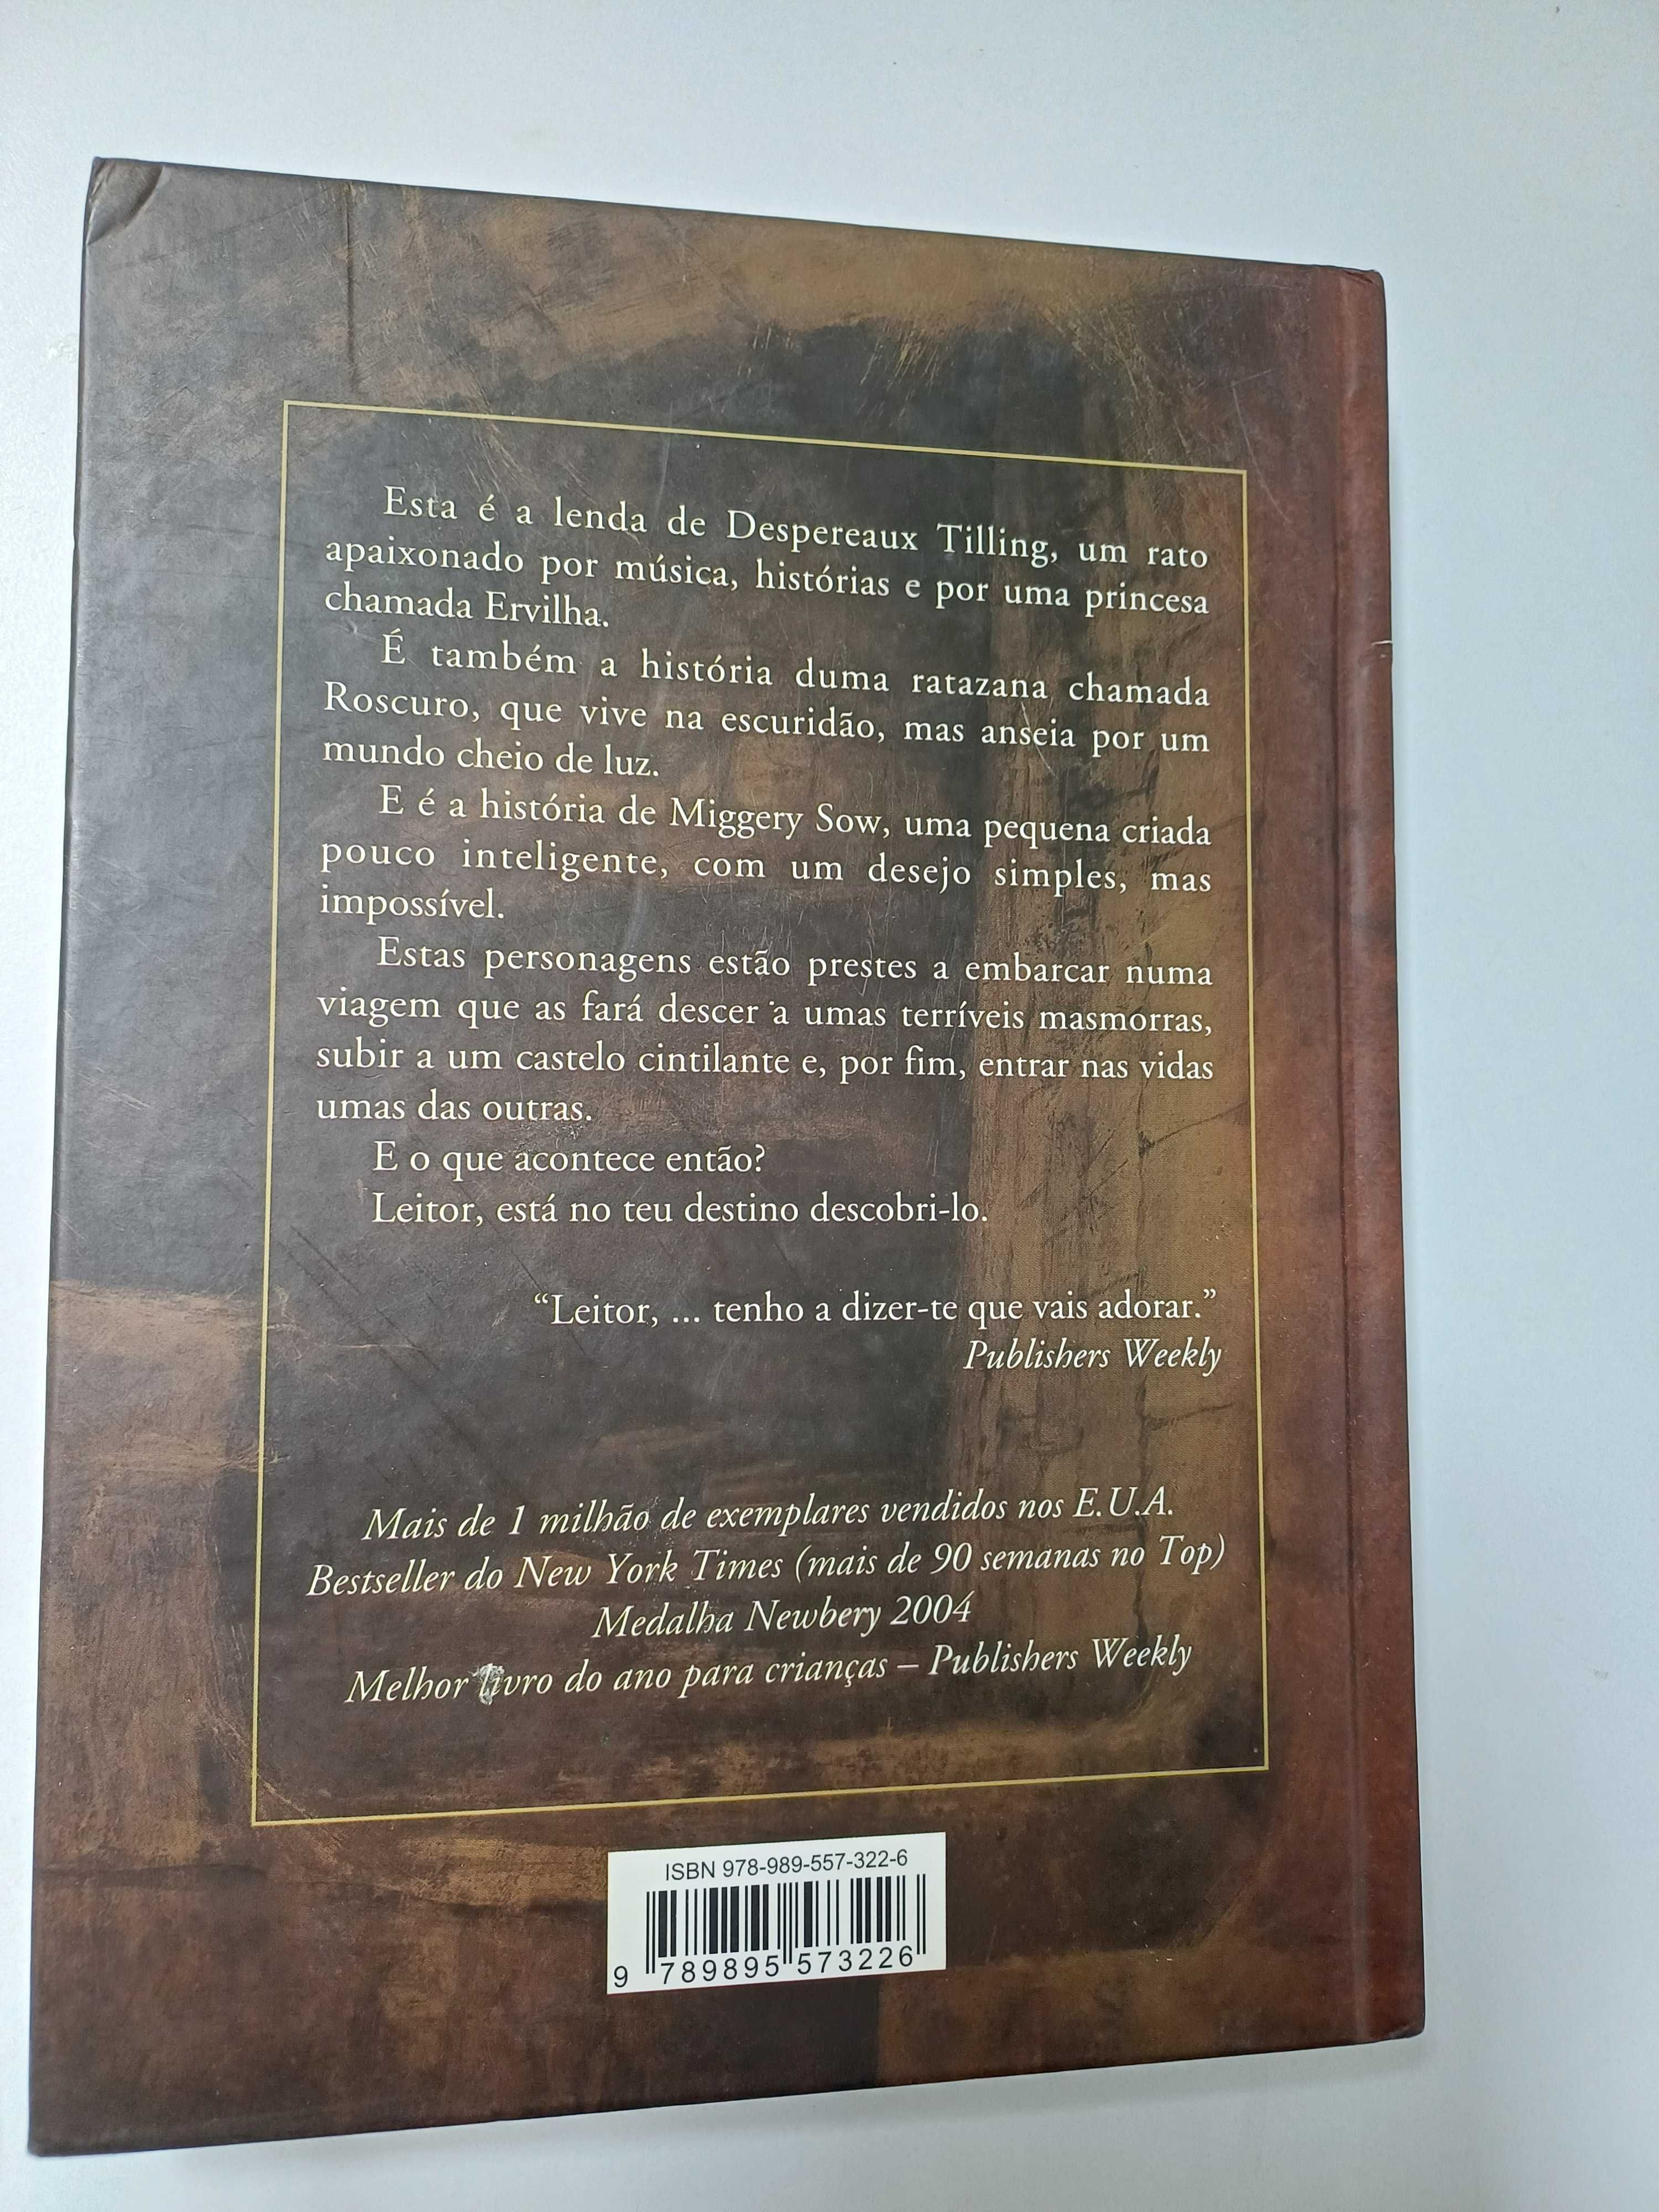 Esta é a lenda de Despereaux Tilling, um rato
apaixonado por música, histórias e por uma princesa
chamada Ervilha.
É também a história duma ratazana chamada
Roscuro, que vive na escuridão, mas anseia por um
mundo cheio de luz.
E é a história de Miggery Sow, uma pequena criada
pouco inteligente, com um desejo simples, mas
impossível.
Estas personagens estão prestes a embarcar numa
viagem que as fará descer a umas terríveis masmorras,
subir a um castelo cintilante e, por fim, entrar nas vidas
umas das outras.
E o que acontece então?
Leitor, está no teu destino descobri-lo.
“Leitor, ... tenho a dizer-te que vais adorar.”
Publishers Weekly
Mais de 1 milhão de exemplares vendidos nos E.U.A.
Bestseller do New York Times (mais de 90 semanas no Top)
Medalha Newbery 2004
Melhor livro do ano para crianças – Publishers Weekly
ISBN 978-989-557-322-6
9 789895 573226